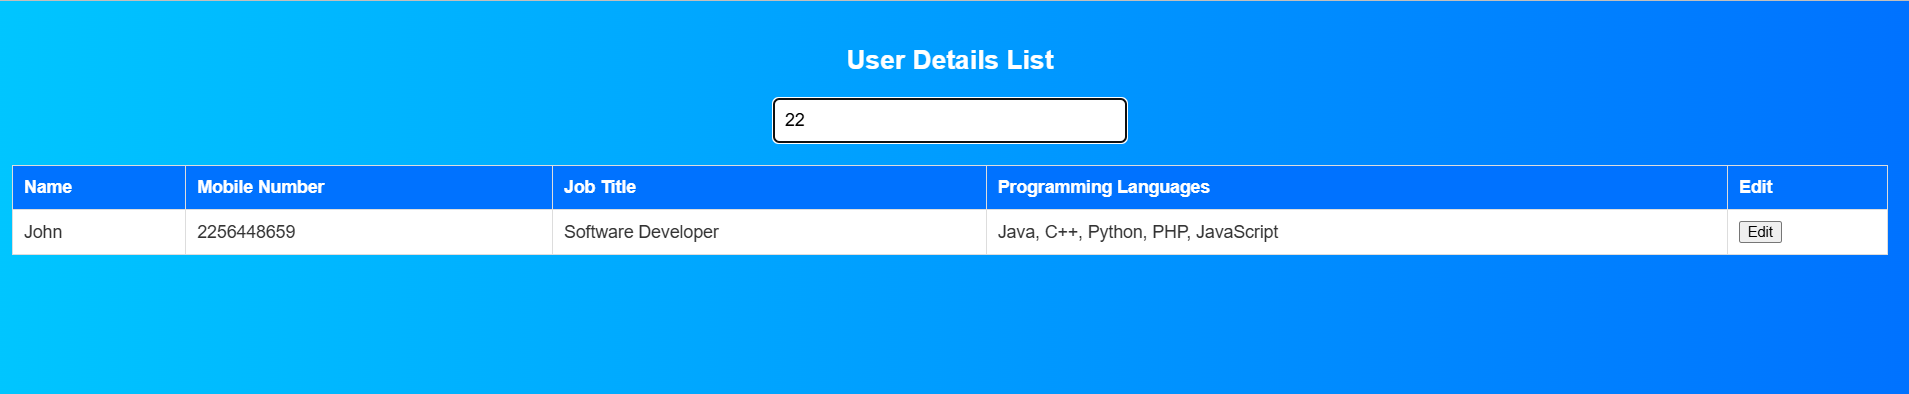 User Details List
22
Name Mobile Number Job Title Programming Languages Edit
John 2256448659 Software Developer Java, C++, Python, PHP, JavaScript Edit